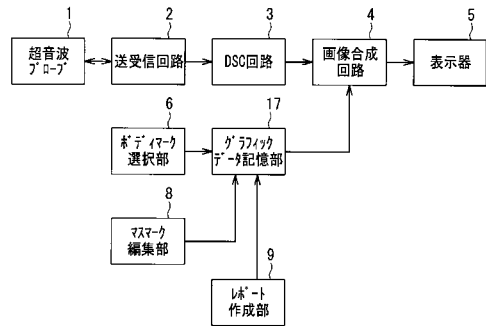 1
2
3
4
5
超音波
ﾌﾟﾛｰﾌﾞ
送受信回路
DSC回路
画像合成
回路
表示器
6
17
ﾎﾞﾃﾞｨﾏｰｸ
選択部
ｸﾞﾗﾌｨｯｸ
ﾃﾞｰﾀ記憶部
8
ﾏｽﾏｰｸ
編集部
9
ﾚﾎﾟｰﾄ
作成部